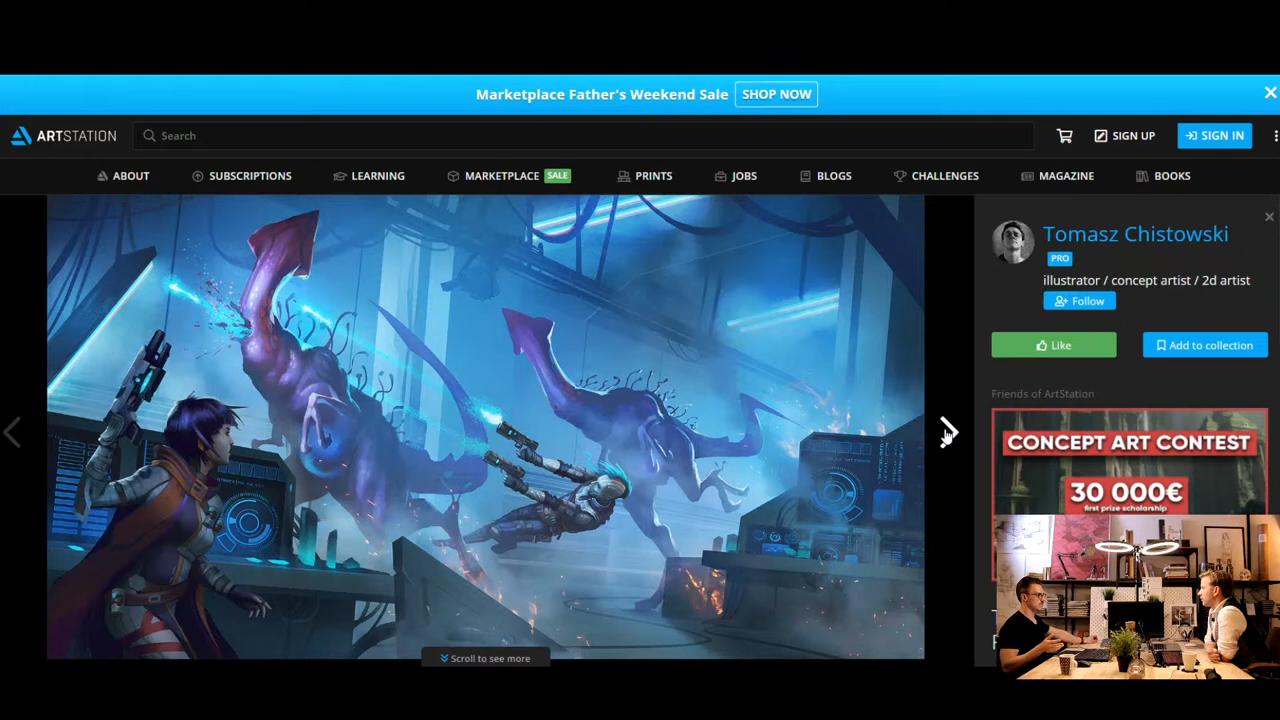 Marketplace Father's Weekend Sale SHOP NOW
ARTSTATION Search SIGN UP SIGN IN
ABOUT SUBSCRIPTIONS LEARNING MARKETPLACE SALE PRINTS JOBS BLOGS CHALLENGES MAGAZINE BOOKS
Tomasz Chistowski
PRO
illustrator / concept artist / 2d artist
Follow
Like Add to collection
Friends of ArtStation
CONCEPT ART CONTEST
30 000€
first prize scholarship
Scroll to see more